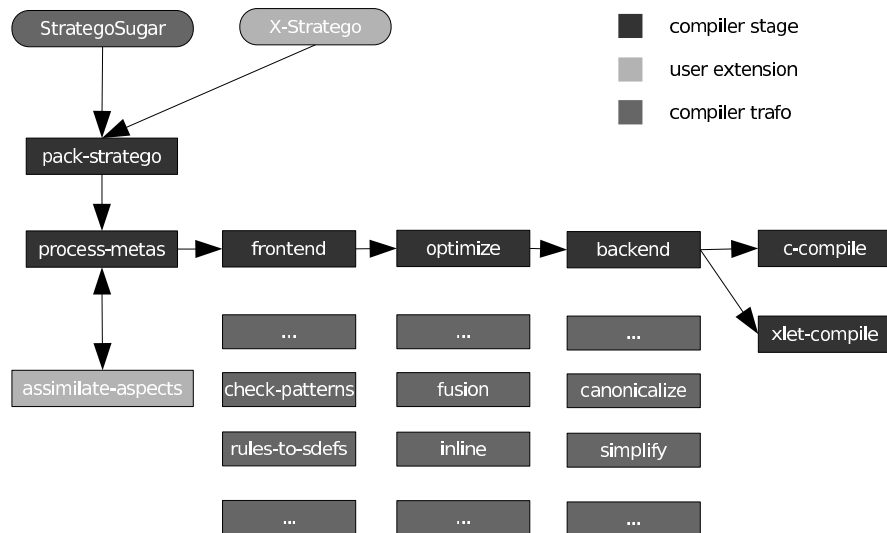 StrategoSugar
X-Stratego
compiler stage
user extension
compiler trafo
pack-stratego
process-metas
frontend
optimize
backend
c-compile
...
...
...
xlet-compile
assimilate-aspects
check-patterns
fusion
canonicalize
rules-to-sdefs
inline
simplify
...
...
...